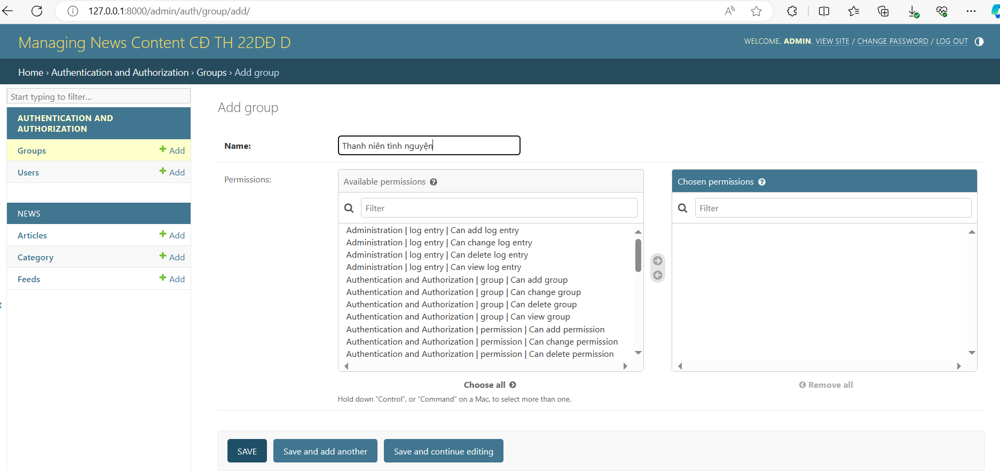 127.0.0.1:8000/admin/auth/group/add/
Managing News Content CĐ TH 22DĐ D
WELCOME, ADMIN. VIEW SITE / CHANGE PASSWORD / LOG OUT
Home › Authentication and Authorization › Groups › Add group
Start typing to filter...
AUTHENTICATION AND
AUTHORIZATION
Groups
Add
Users
Add
NEWS
Articles
Add
Category
Add
Feeds
Add
Add group
Name:
Thanh niên tình nguyện
Permissions:
Available permissions
Filter
Administration | log entry | Can add log entry
Administration | log entry | Can change log entry
Administration | log entry | Can delete log entry
Administration | log entry | Can view log entry
Authentication and Authorization | group | Can add group
Authentication and Authorization | group | Can change group
Authentication and Authorization | group | Can delete group
Authentication and Authorization | group | Can view group
Authentication and Authorization | permission | Can add permission
Authentication and Authorization | permission | Can change permission
Authentication and Authorization | permission | Can delete permission
Choose all
Hold down “Control”, or “Command” on a Mac, to select more than one.
Chosen permissions
Filter
Remove all
SAVE
Save and add another
Save and continue editing